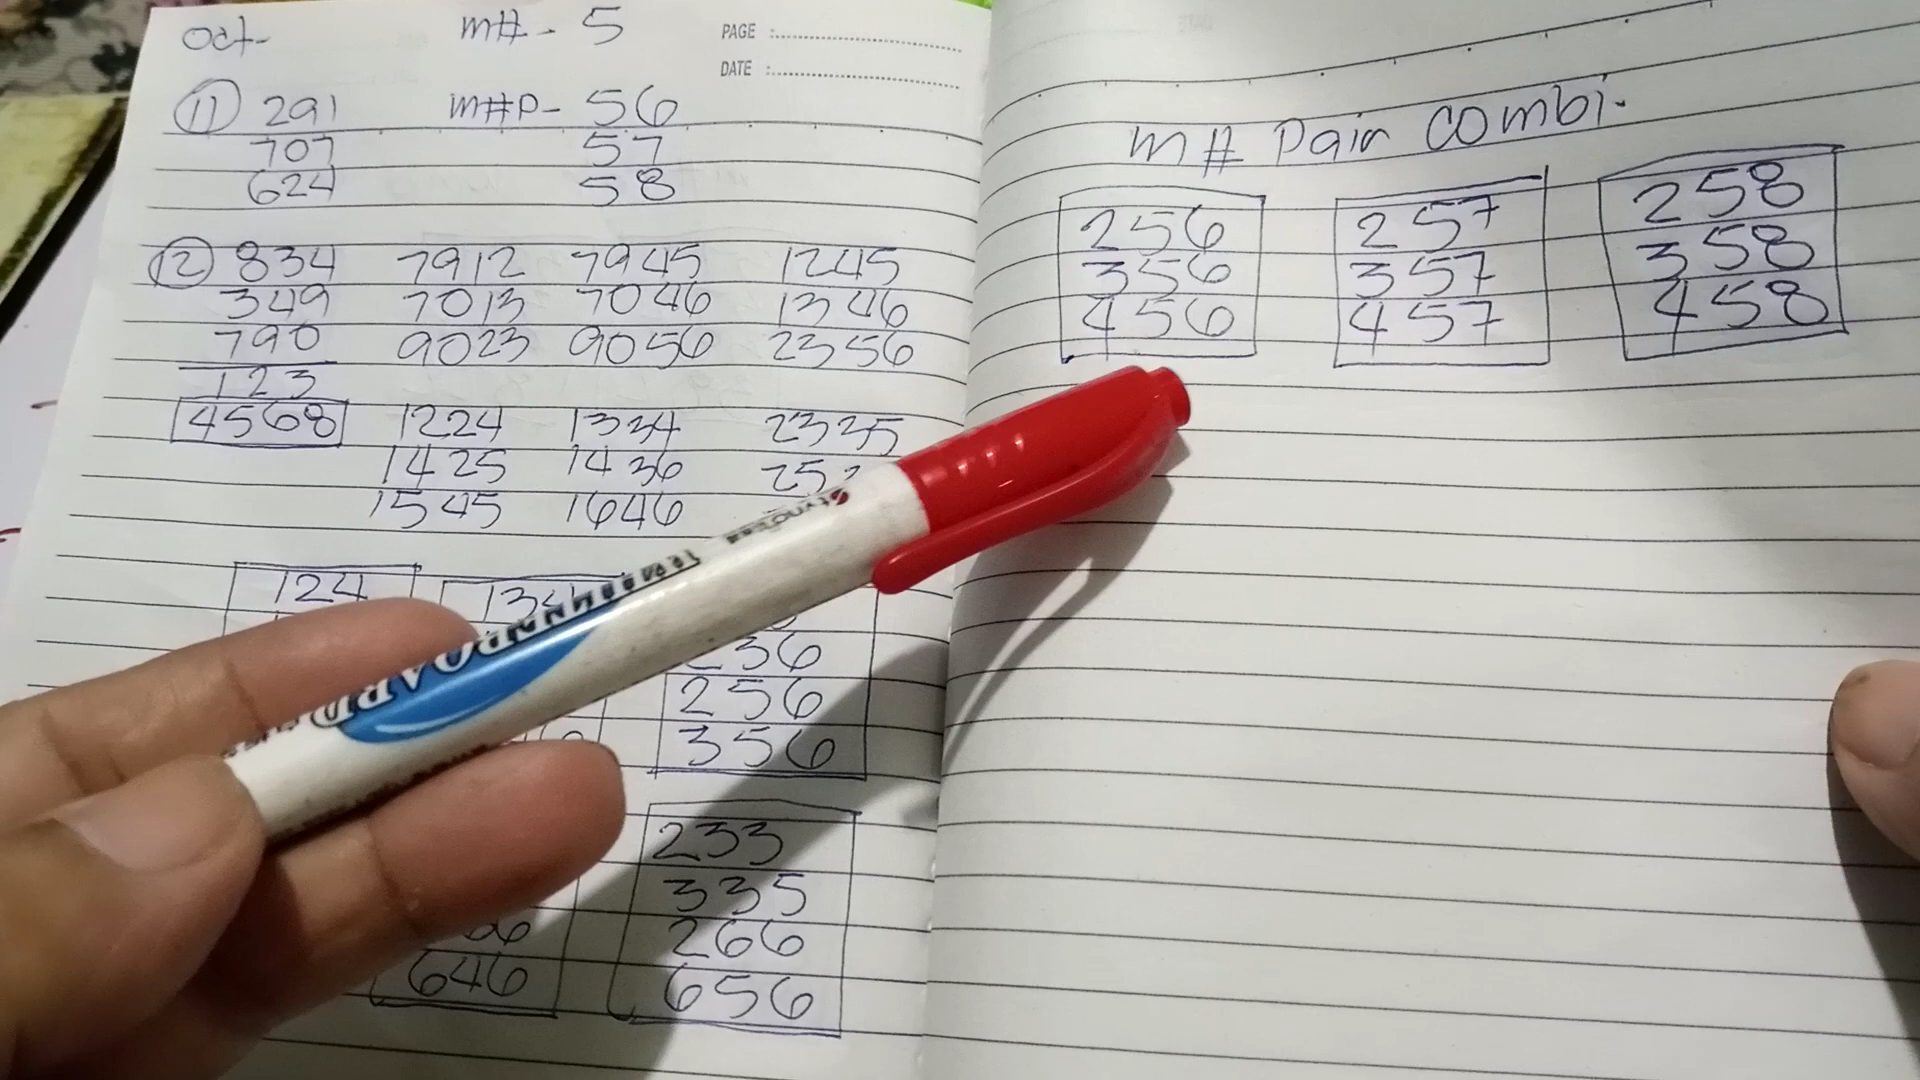 Oct- m# - 5
PAGE :
DATE :
11 291 m#p- 56
707 57
624 58
12 834 7912 7945 1245
349 7013 7046 1346
790 9023 9056 2356
123
4568 1224 1334 2335
1425 1436
1545 1646
124
236
256
356
233
335
266
646 656
m# Pair combi.
256 257 258
356 357 358
456 457 458